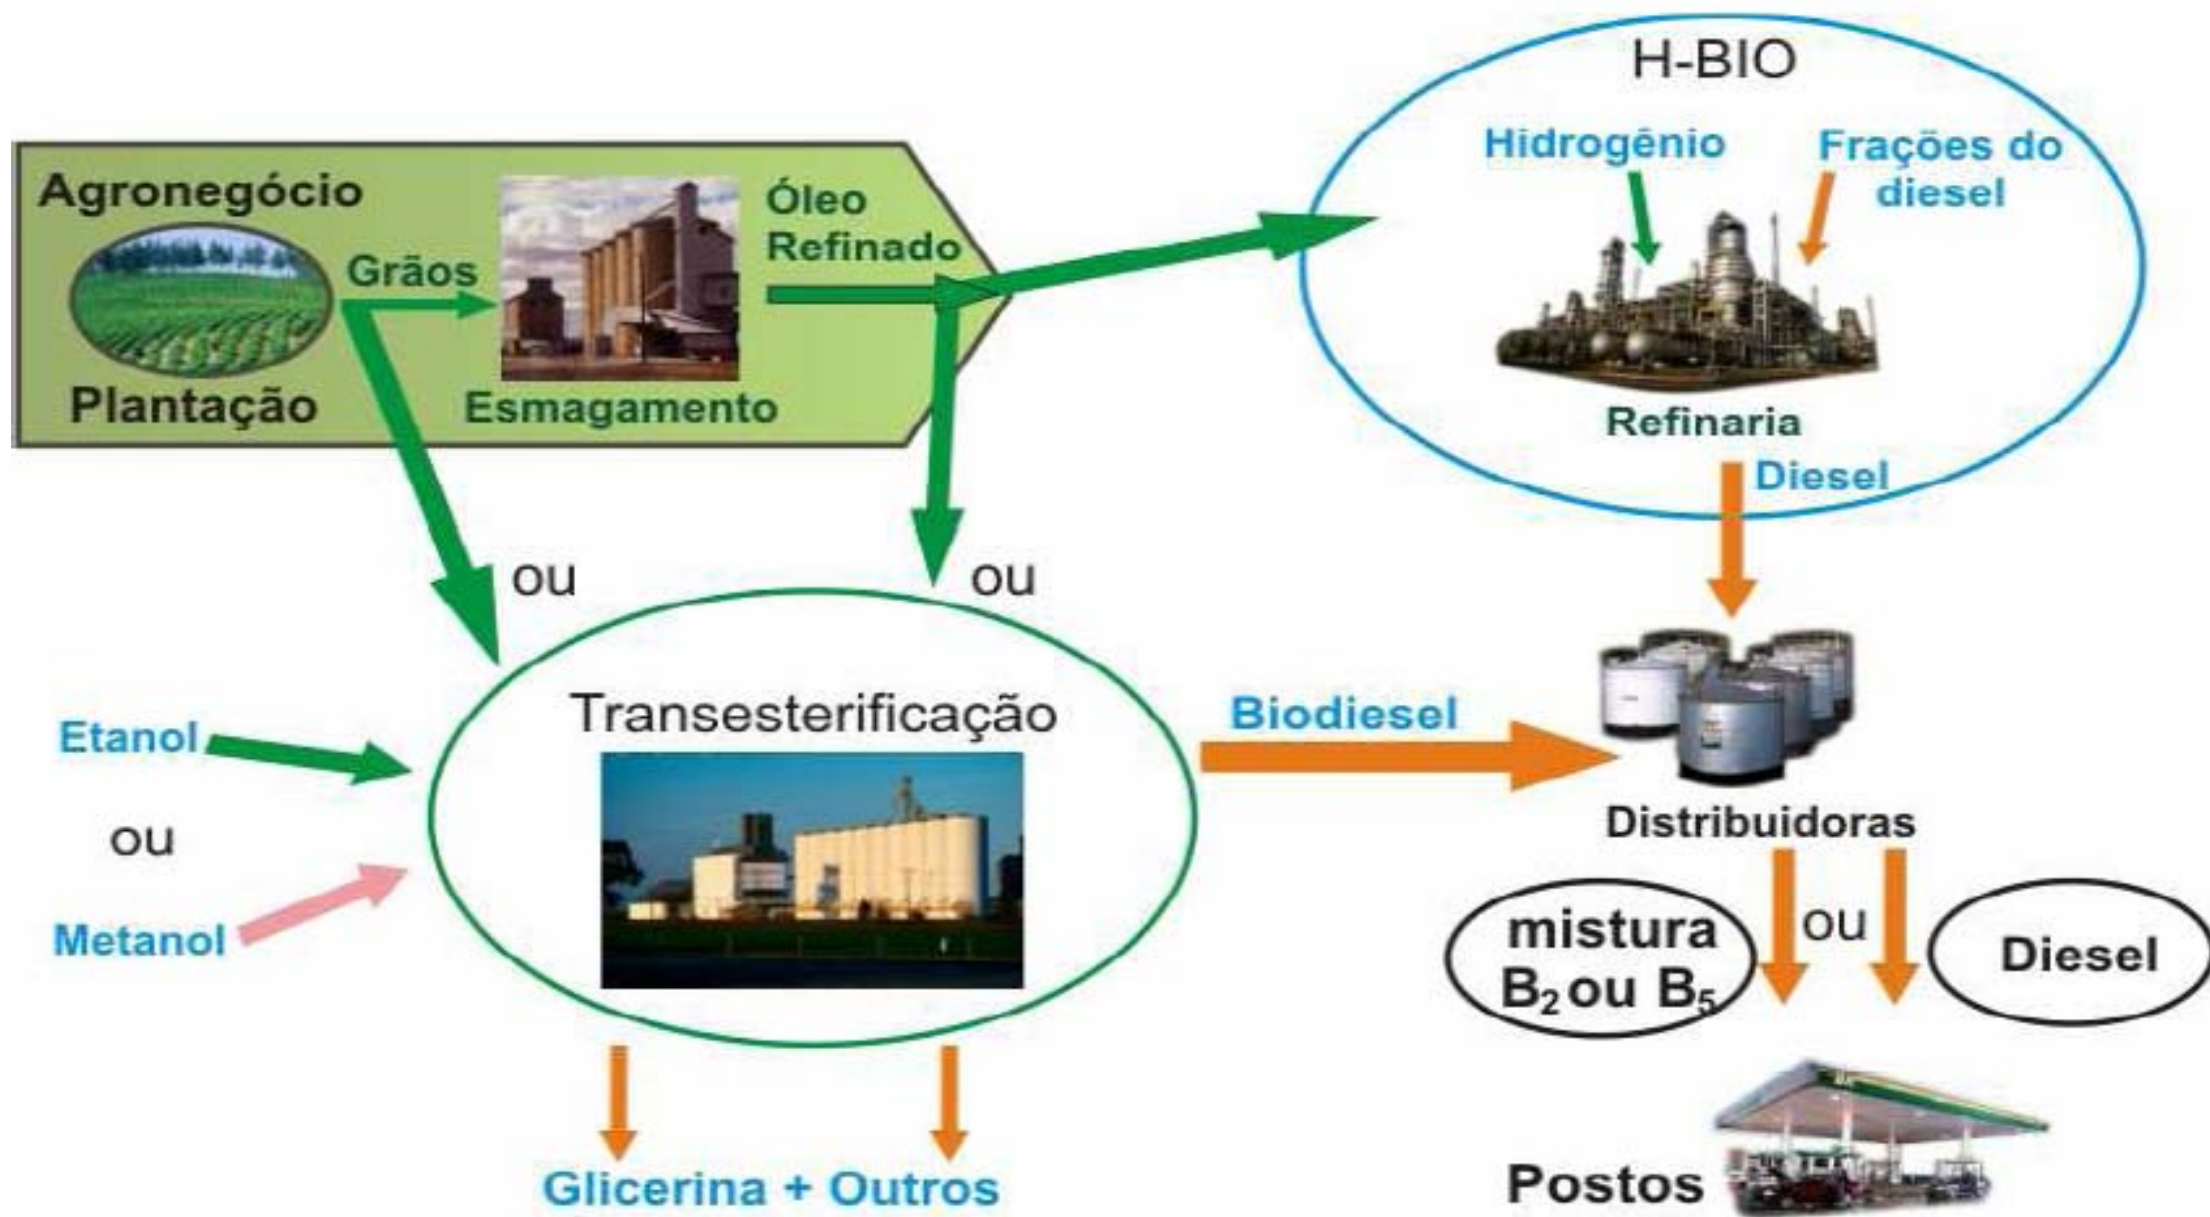 H-BIO
Hidrogênio
Frações do
diesel
Refinaria
Diesel
Agronegócio
Plantação
Grãos
Esmagamento
Óleo
Refinado
ou
ou
Etanol
ou
Metanol
Transesterificação
Glicerina + Outros
Biodiesel
Distribuidoras
mistura
B₂ ou B₅
ou
Diesel
Postos